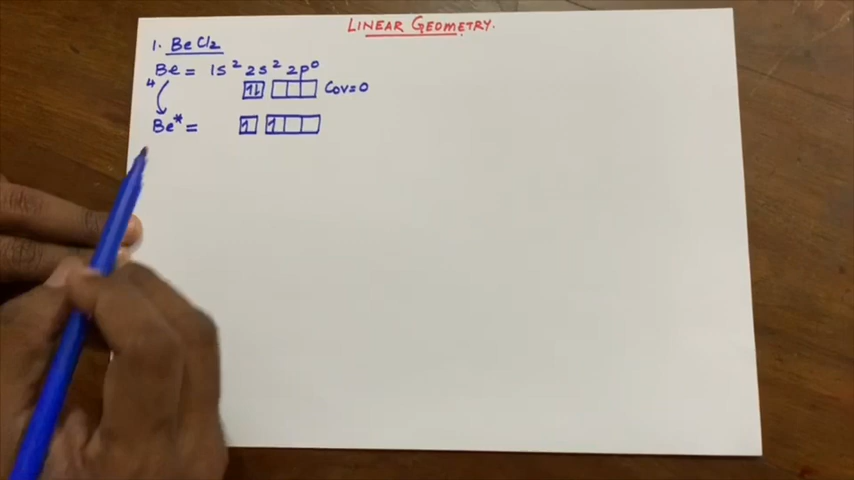 LINEAR GEOMETRY.
1. BeCl₂
Be = 1s² 2s² 2p⁰
4 ↑↓ Cov=0
Be* = ↑ ↑